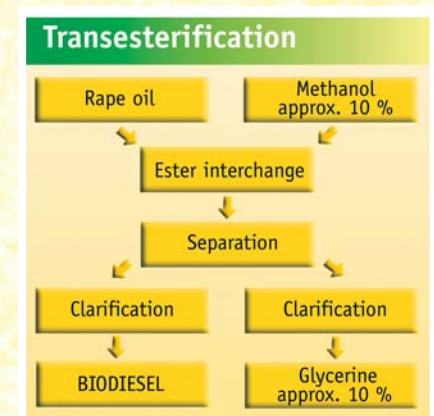 Transesterification
Rape oil
Methanol
approx. 10 %
Ester interchange
Separation
Clarification
Clarification
BIODIESEL
Glycerine
approx. 10 %